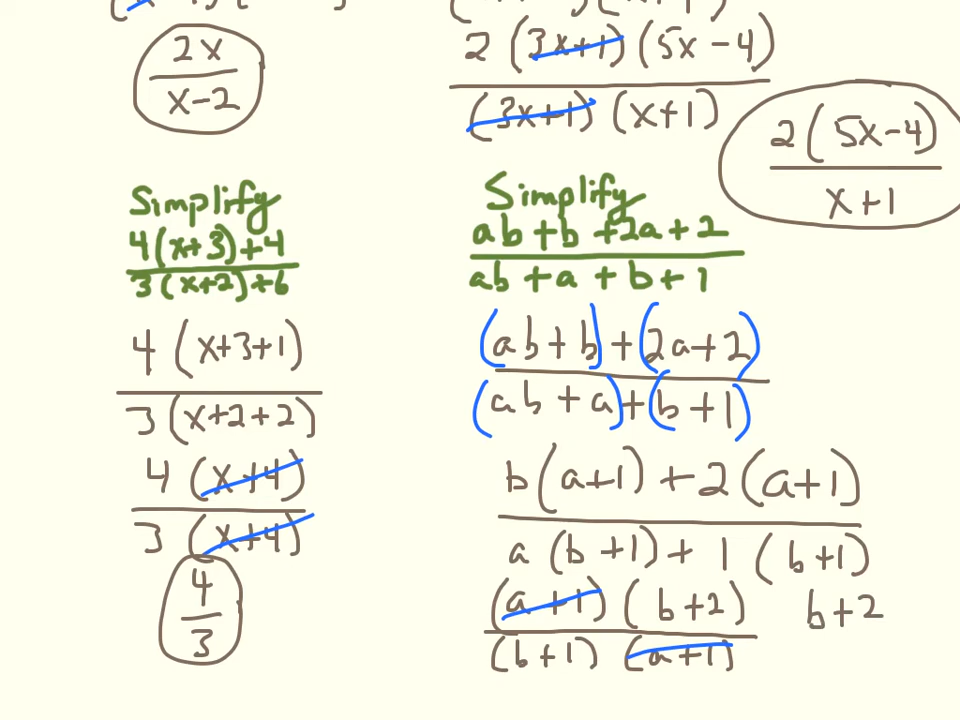 2x
x-2
2 (3x+1) (5x-4)
(3x+1) (x+1)
2(5x-4)
x+1
Simplify
4(x+3)+4
3(x+2)+6
4 (x+3+1)
3 (x+2+2)
4 (x+4)
3 (x+4)
4
3
Simplify
ab+b+2a+2
ab+a+b+1
(ab+b)+(2a+2)
(ab+a)+(b+1)
b(a+1)+2(a+1)
a(b+1)+1(b+1)
(a+1)(b+2)
(b+1)(a+1)
b+2